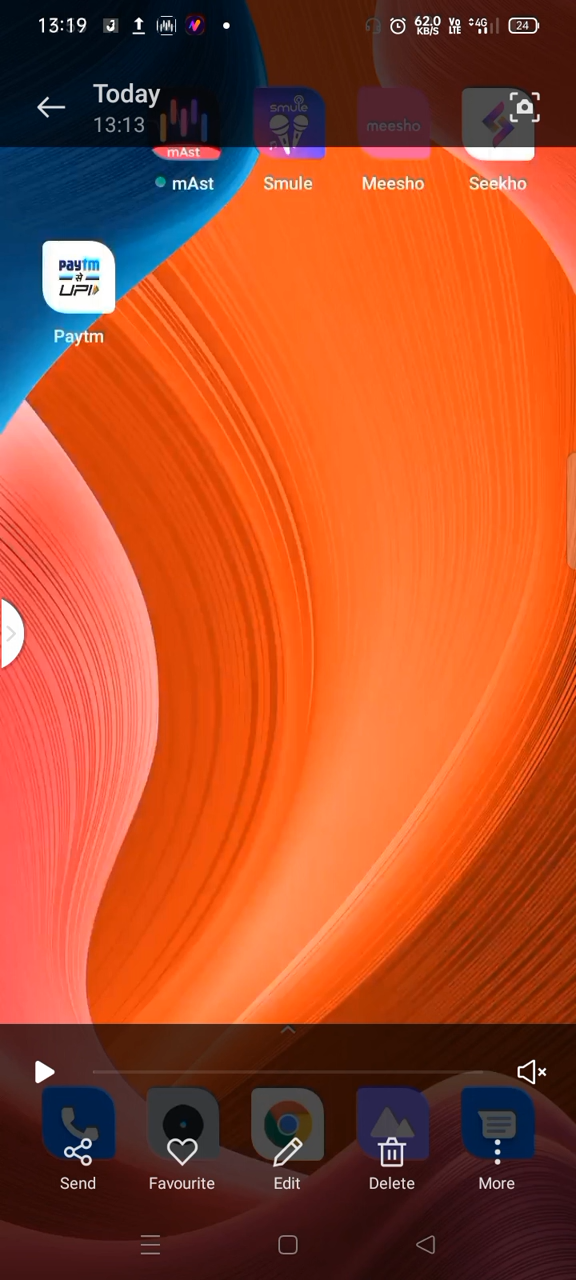 13:19
62.0
KB/S
Vo
LTE
4G
24
Today
13:13
mAst
smule
meesho
mAst
Smule
Meesho
Seekho
paytm
से
UPI
Paytm
Send
Favourite
Edit
Delete
More